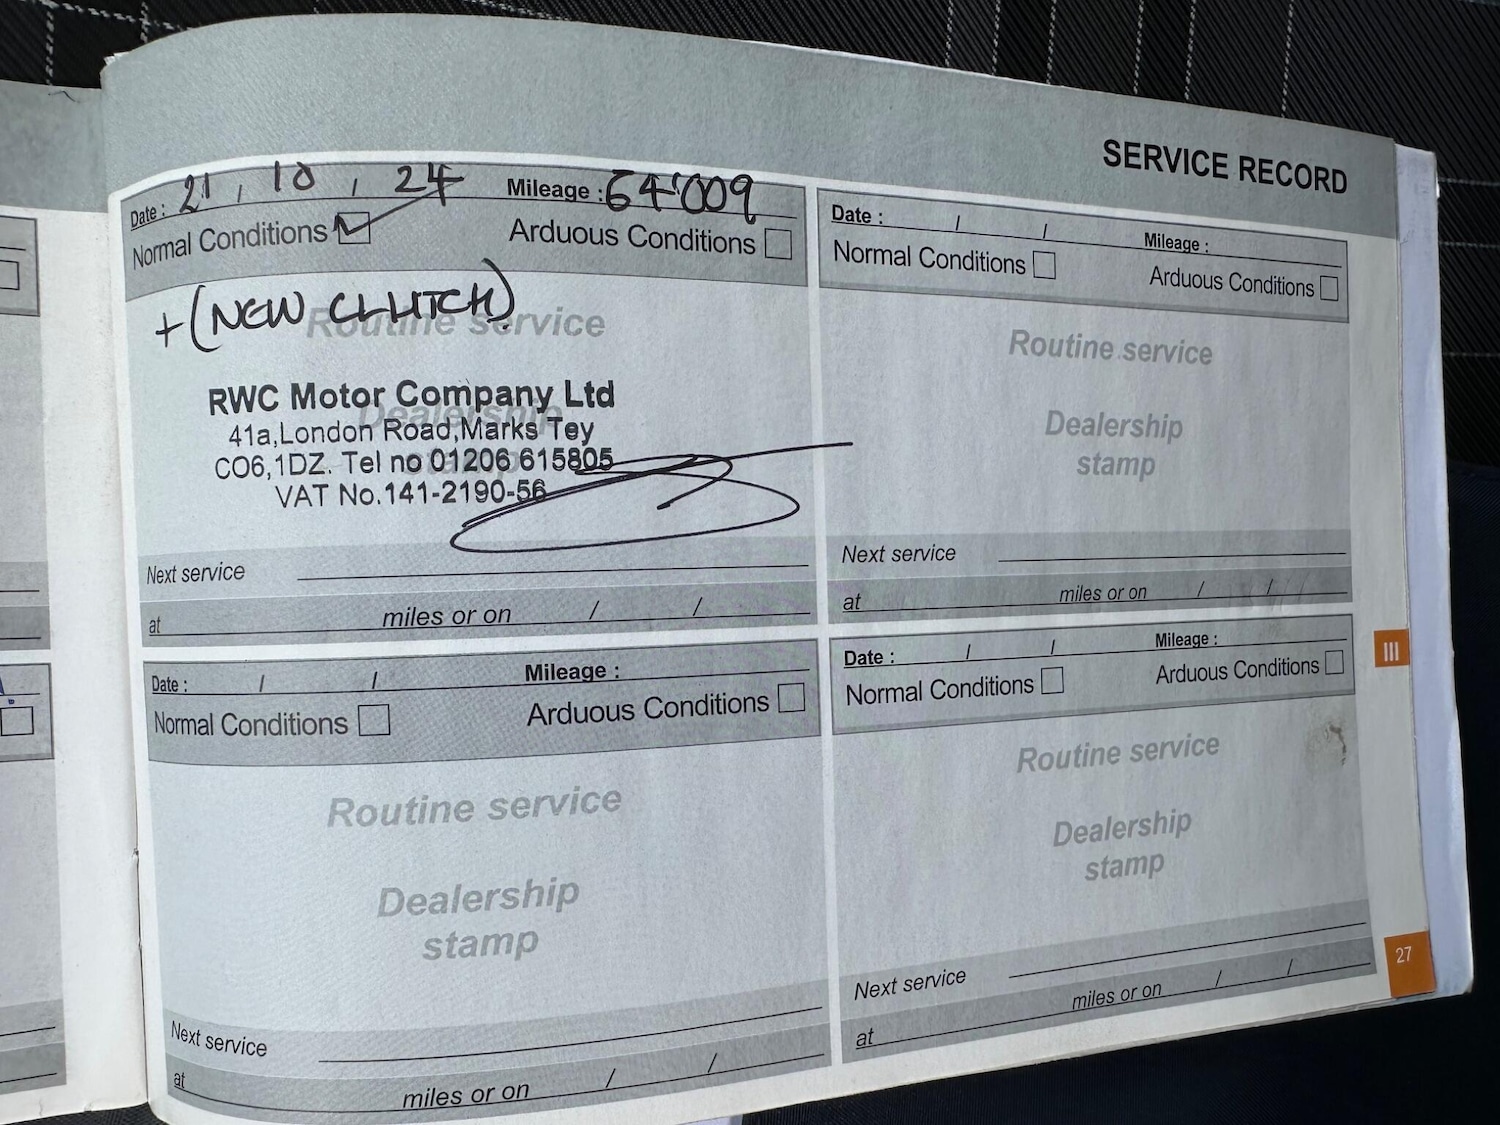 SERVICE RECORD
Date : 21 / 10 / 24 Mileage : 64'009
Normal Conditions Arduous Conditions
+ (NEW CLUTCH)
Routine service
Dealership
stamp
RWC Motor Company Ltd
41a,London Road,Marks Tey
CO6,1DZ. Tel no 01206 615805
VAT No.141-2190-56
Next service
at miles or on / /
Date : / / Mileage :
Normal Conditions Arduous Conditions
Routine service
Dealership
stamp
Next service
at miles or on / /
Date : / / Mileage :
Normal Conditions Arduous Conditions
Routine service
Dealership
stamp
Next service
at miles or on / /
Date : / / Mileage :
Normal Conditions Arduous Conditions
Routine service
Dealership
stamp
Next service
at miles or on / /
III
27